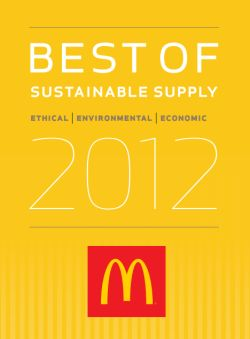 BEST OF
SUSTAINABLE SUPPLY
ETHICAL | ENVIRONMENTAL | ECONOMIC
2012
M